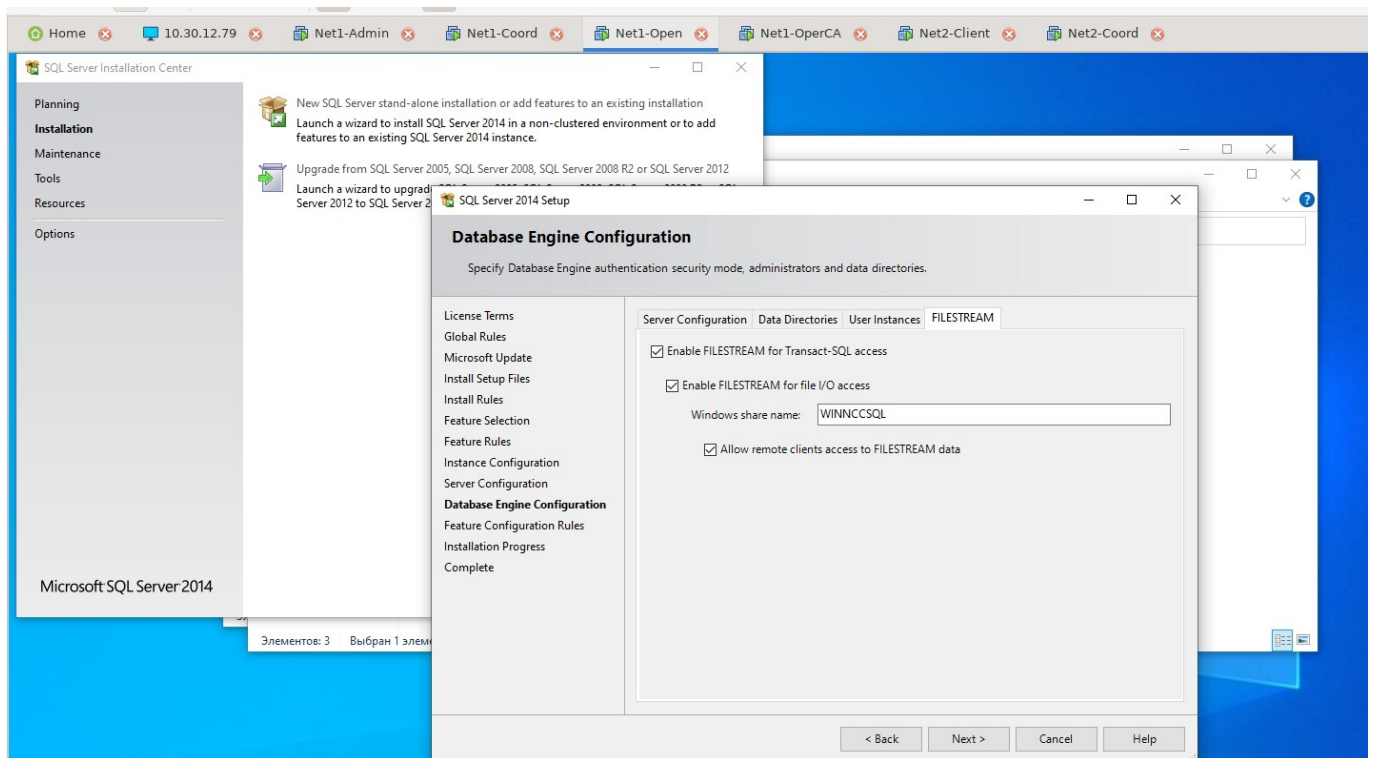 Home
10.30.12.79
Net1-Admin
Net1-Coord
Net1-Open
Net1-OperCA
Net2-Client
Net2-Coord
SQL Server Installation Center
Planning
Installation
Maintenance
Tools
Resources
Options
New SQL Server stand-alone installation or add features to an existing installation
Launch a wizard to install SQL Server 2014 in a non-clustered environment or to add
features to an existing SQL Server 2014 instance.
Upgrade from SQL Server 2005, SQL Server 2008, SQL Server 2008 R2 or SQL Server 2012
Launch a wizard to upgrade
Server 2012 to SQL Server 2
Microsoft SQL Server 2014
Элементов: 3 Выбран 1 элем
SQL Server 2014 Setup
Database Engine Configuration
Specify Database Engine authentication security mode, administrators and data directories.
License Terms
Global Rules
Microsoft Update
Install Setup Files
Install Rules
Feature Selection
Feature Rules
Instance Configuration
Server Configuration
Database Engine Configuration
Feature Configuration Rules
Installation Progress
Complete
Server Configuration Data Directories User Instances FILESTREAM
Enable FILESTREAM for Transact-SQL access
Enable FILESTREAM for file I/O access
Windows share name: WINNCCSQL
Allow remote clients access to FILESTREAM data
< Back Next > Cancel Help